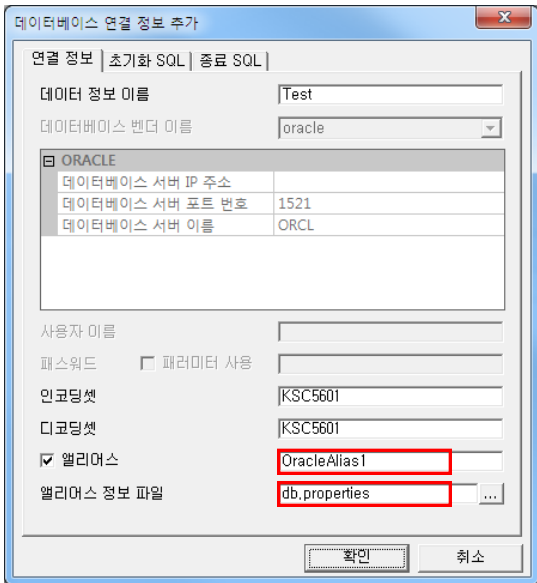 데이터베이스 연결 정보 추가
연결 정보 초기화 SQL 종료 SQL
데이터 정보 이름 Test
데이터베이스 벤더 이름 oracle
ORACLE
데이터베이스 서버 IP 주소
데이터베이스 서버 포트 번호 1521
데이터베이스 서버 이름 ORCL
사용자 이름
패스워드 패러미터 사용
인코딩셋 KSC5601
디코딩셋 KSC5601
앨리어스 OracleAlias1
앨리어스 정보 파일 db.properties ...
확인 취소